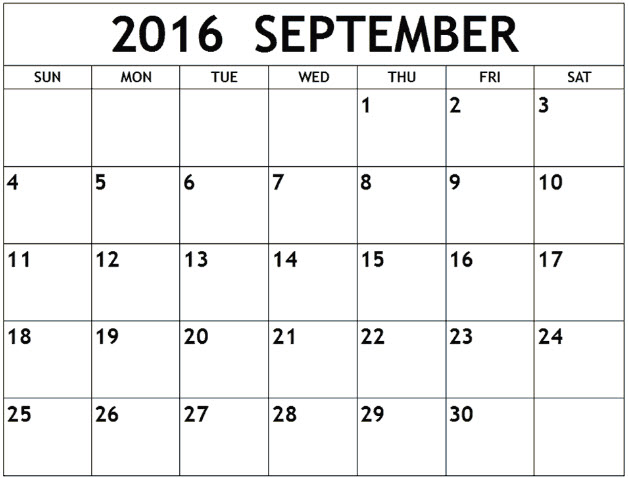 2016 SEPTEMBER
SUN MON TUE WED THU FRI SAT
1 2 3
4 5 6 7 8 9 10
11 12 13 14 15 16 17
18 19 20 21 22 23 24
25 26 27 28 29 30